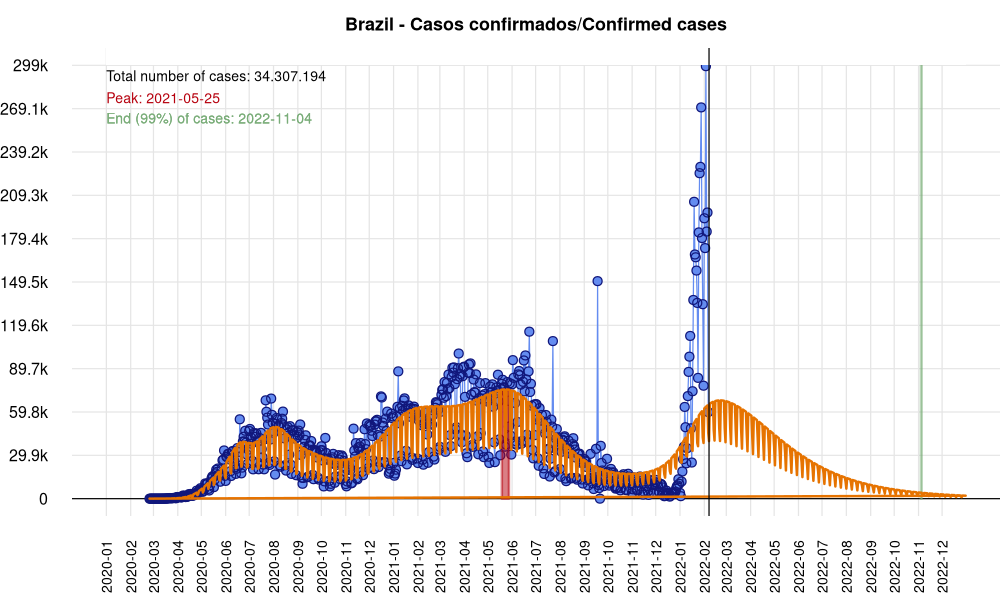 Brazil - Casos confirmados/Confirmed cases
299k
Total number of cases: 34.307.194
Peak: 2021-05-25
269.1k
End (99%) of cases: 2022-11-04
239.2k
209.3k
179.4k
149.5k
119.6k
89.7k
59.8k
29.9k
0
2020-01
2020-02
2020-03
2020-04
2020-05
2020-06
2020-07
2020-08
2020-09
2020-10
2020-11
2020-12
2021-01
2021-02
2021-03
2021-04
2021-05
2021-06
2021-07
2021-08
2021-09
2021-10
2021-11
2021-12
2022-01
2022-02
2022-03
2022-04
2022-05
2022-06
2022-07
2022-08
2022-09
2022-10
2022-11
2022-12